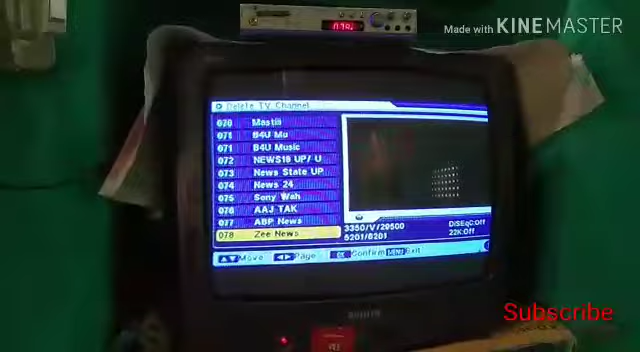 Made with KINEMASTER
Delete TV Channel
070 Mastii
071 B4U Mu
071 B4U Music
072 NEWS18 UP/ U
073 News State UP
074 News 24
075 Sony Wah
076 AAJ TAK
077 ABP News
078 Zee News
3350/V/29500
DiSEqC:Off
22K:Off
Move Page OK Confirm MENU Exit
Subscribe